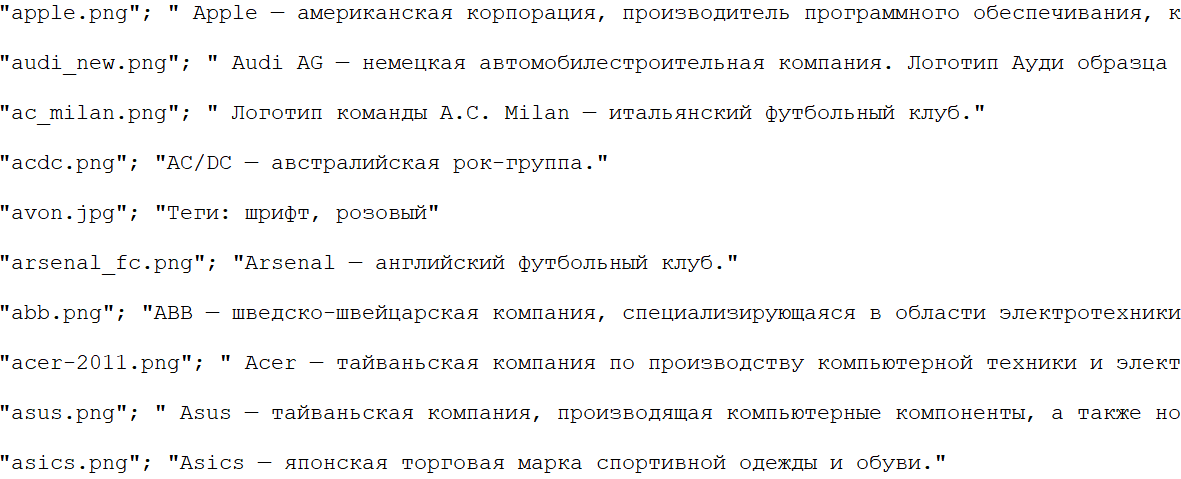 "apple.png"; " Apple — американская корпорация, производитель программного обеспечивания, к
"audi_new.png"; " Audi AG — немецкая автомобилестроительная компания. Логотип Ауди образца
"ac_milan.png"; " Логотип команды A.C. Milan — итальянский футбольный клуб."
"acdc.png"; "AC/DC — австралийская рок-группа."
"avon.jpg"; "Теги: шрифт, розовый"
"arsenal_fc.png"; "Arsenal — английский футбольный клуб."
"abb.png"; "ABB — шведско-швейцарская компания, специализирующаяся в области электротехники
"acer-2011.png"; " Acer — тайваньская компания по производству компьютерной техники и элект
"asus.png"; " Asus — тайваньская компания, производящая компьютерные компоненты, а также но
"asics.png"; "Asics — японская торговая марка спортивной одежды и обуви."